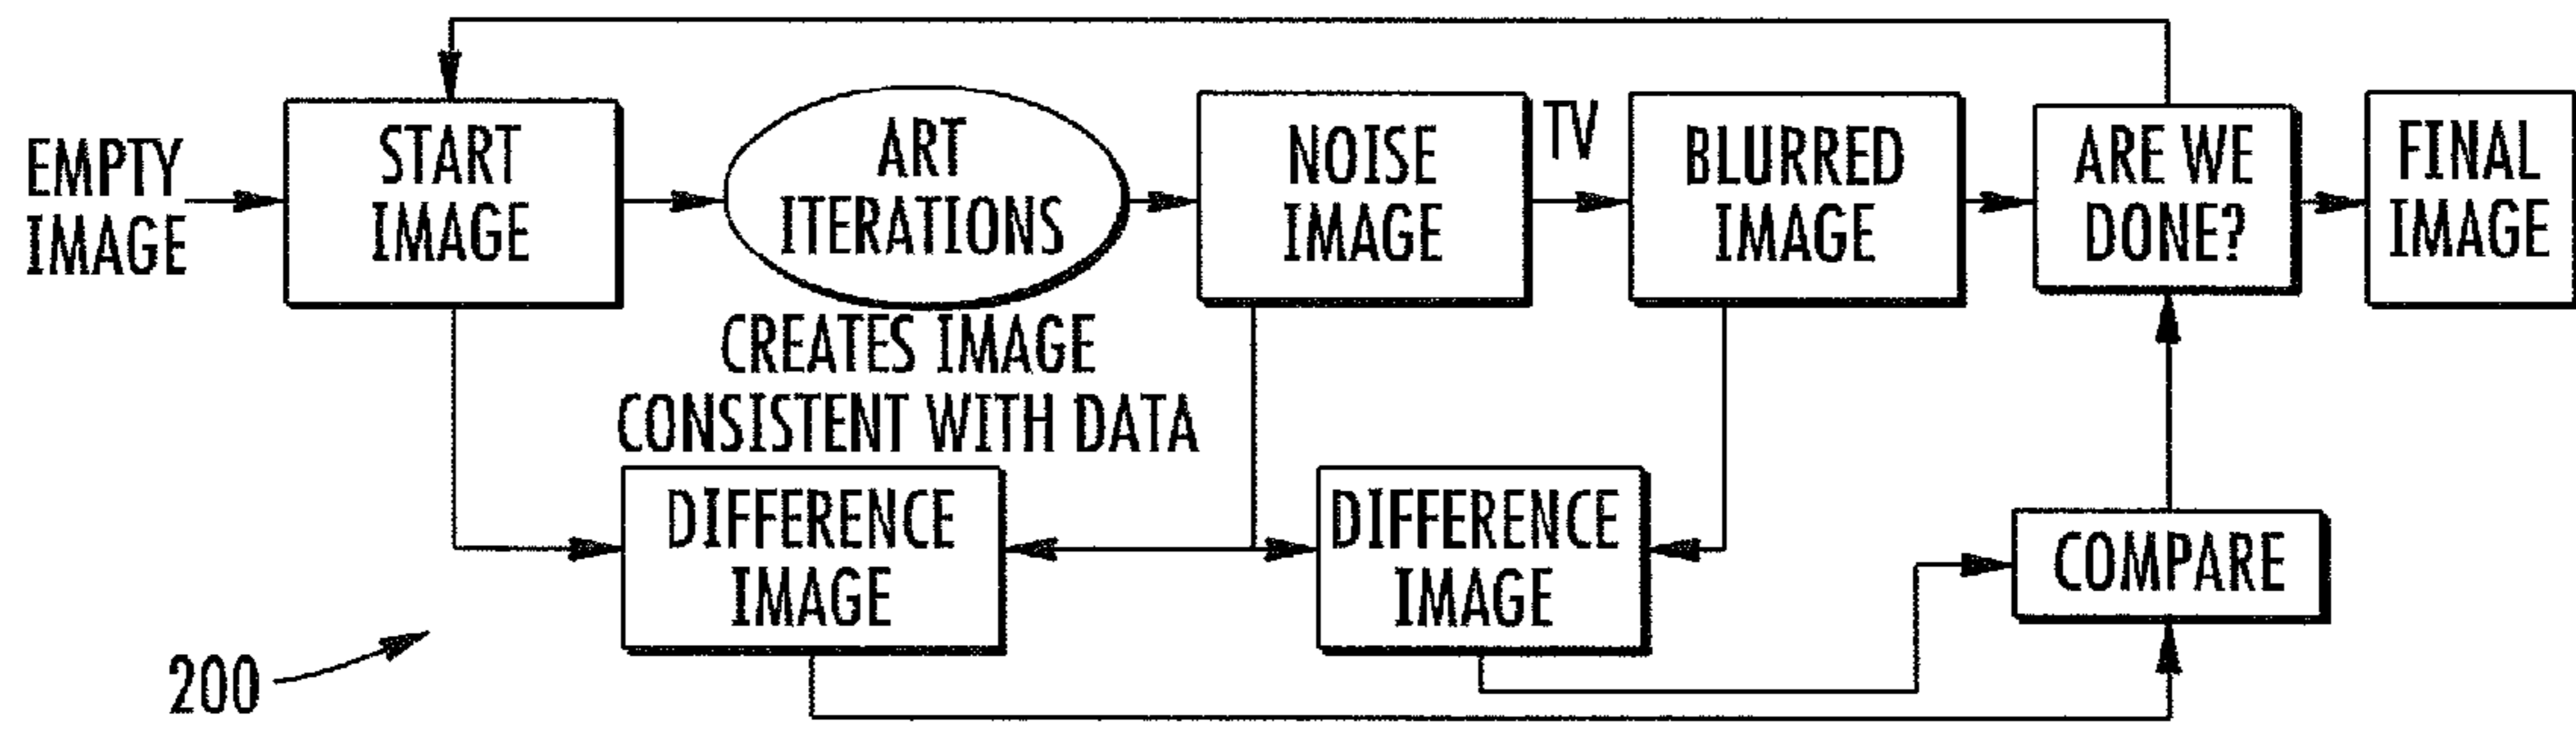 EMPTY
IMAGE
START
IMAGE
ART
ITERATIONS
CREATES IMAGE
CONSISTENT WITH DATA
NOISE
IMAGE
TV
BLURRED
IMAGE
ARE WE
DONE?
FINAL
IMAGE
DIFFERENCE
IMAGE
DIFFERENCE
IMAGE
COMPARE
200